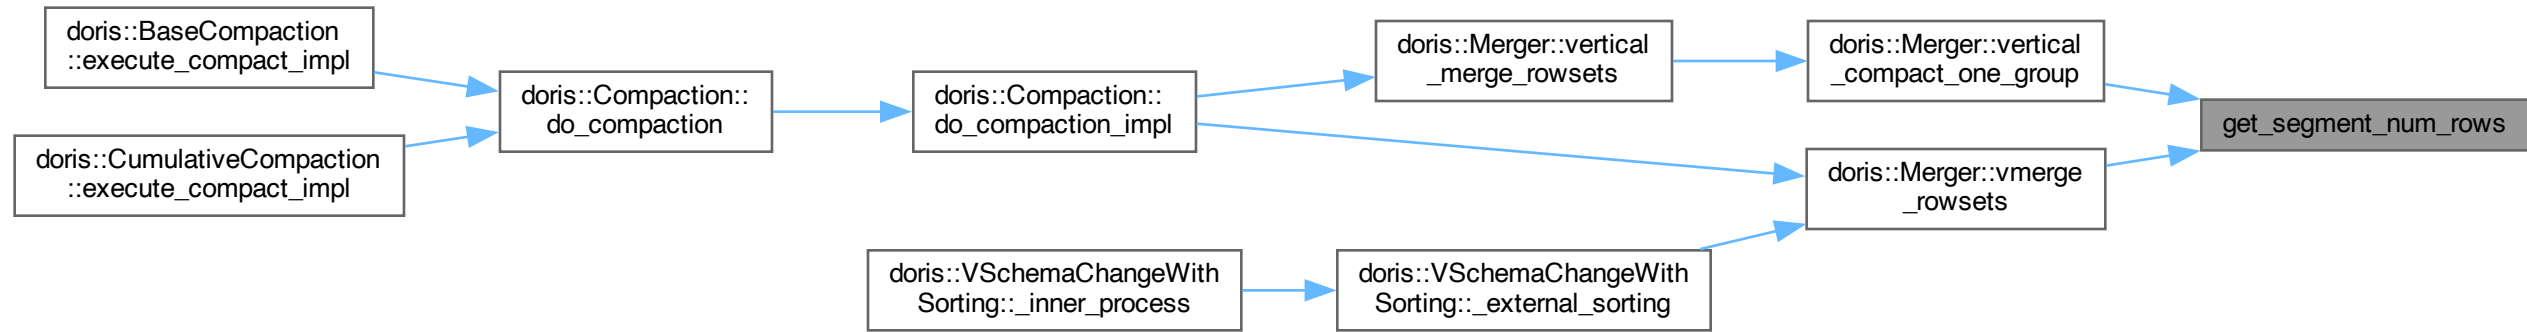 doris::BaseCompaction
::execute_compact_impl
doris::CumulativeCompaction
::execute_compact_impl
doris::Compaction::
do_compaction
doris::Compaction::
do_compaction_impl
doris::Merger::vertical
_merge_rowsets
doris::Merger::vertical
_compact_one_group
get_segment_num_rows
doris::Merger::vmerge
_rowsets
doris::VSchemaChangeWith
Sorting::_inner_process
doris::VSchemaChangeWith
Sorting::_external_sorting